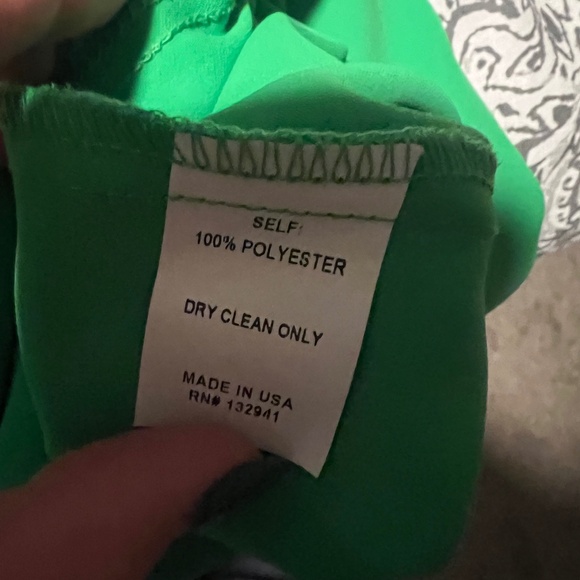 SELF:
100% POLYESTER
DRY CLEAN ONLY
MADE IN USA
RN# 132941